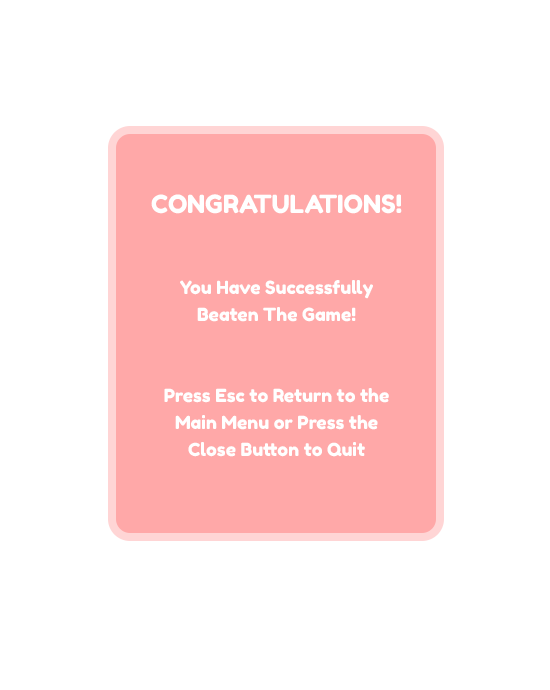 CONGRATULATIONS!
You Have Successfully
Beaten The Game!
Press Esc to Return to the
Main Menu or Press the
Close Button to Quit